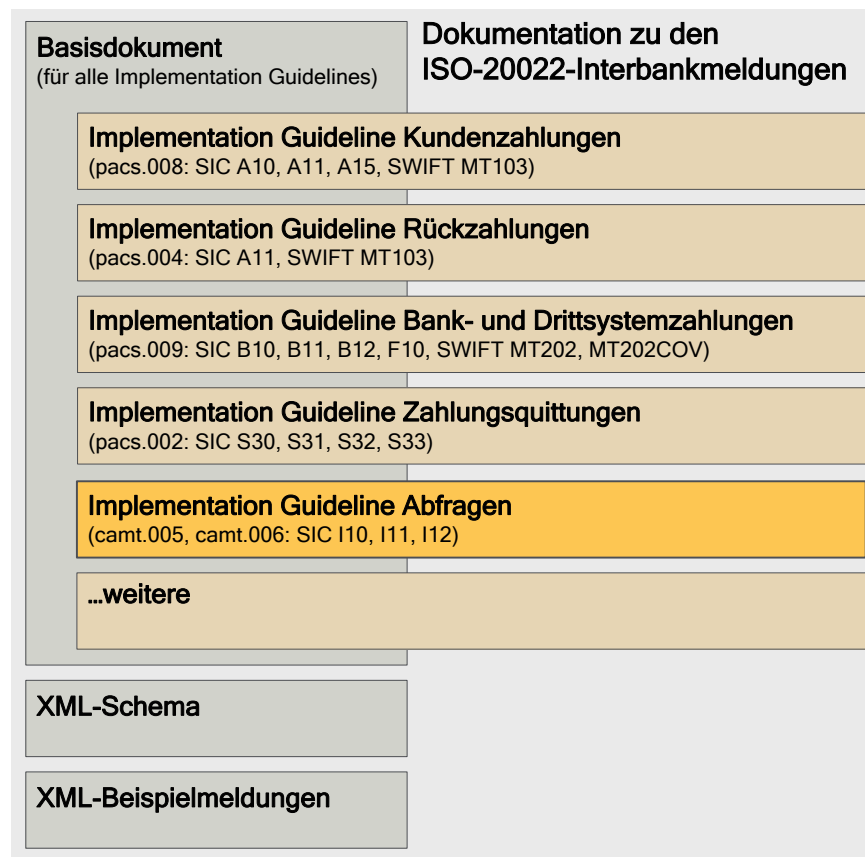 Basisdokument
(für alle Implementation Guidelines)
Dokumentation zu den
ISO-20022-Interbankmeldungen
Implementation Guideline Kundenzahlungen
(pacs.008: SIC A10, A11, A15, SWIFT MT103)
Implementation Guideline Rückzahlungen
(pacs.004: SIC A11, SWIFT MT103)
Implementation Guideline Bank- und Drittsystemzahlungen
(pacs.009: SIC B10, B11, B12, F10, SWIFT MT202, MT202COV)
Implementation Guideline Zahlungsquittungen
(pacs.002: SIC S30, S31, S32, S33)
Implementation Guideline Abfragen
(camt.005, camt.006: SIC I10, I11, I12)
...weitere
XML-Schema
XML-Beispielmeldungen